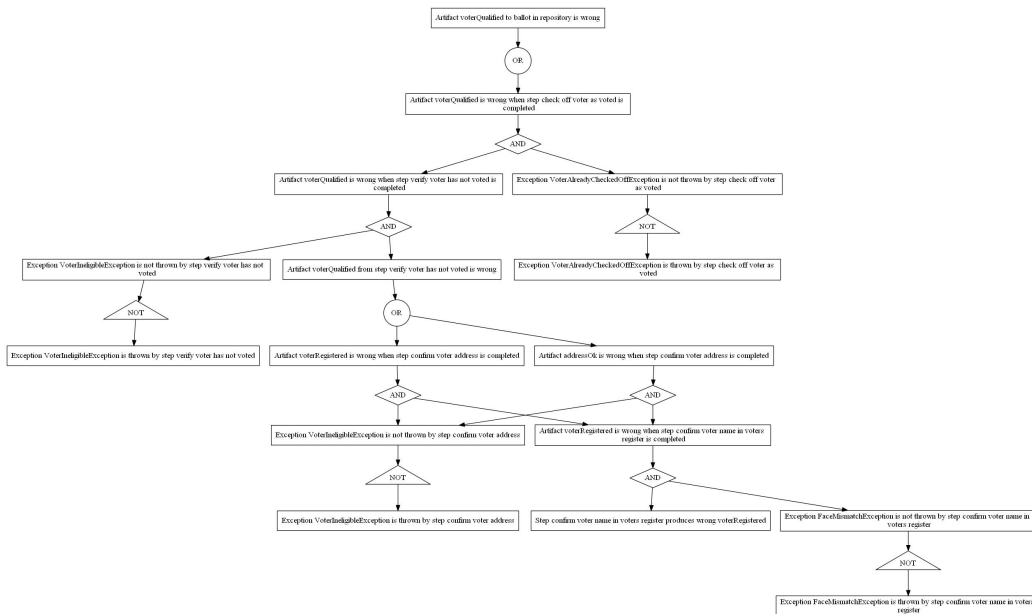 Artifact voterQualified to ballot in repository is wrong
OR
Artifact voterQualified is wrong when step check off voter as voted is
completed
AND
Artifact voterQualified is wrong when step verify voter has not voted is
completed
Exception VoterAlreadyCheckedOffException is not thrown by step check off voter
as voted
AND
NOT
Exception VoterIneligibleException is not thrown by step verify voter has not
voted
Artifact voterQualified from step verify voter has not voted is wrong
Exception VoterAlreadyCheckedOffException is thrown by step check off voter as
voted
NOT
OR
Exception VoterIneligibleException is thrown by step verify voter has not voted
Artifact voterRegistered is wrong when step confirm voter address is completed
Artifact addressOk is wrong when step confirm voter address is completed
AND
AND
Exception VoterIneligibleException is not thrown by step confirm voter address
Artifact voterRegistered is wrong when step confirm voter name in voters
register is completed
NOT
AND
Exception VoterIneligibleException is thrown by step confirm voter address
Step confirm voter name in voters register produces wrong voterRegistered
Exception FaceMismatchException is not thrown by step confirm voter name in
voters register
NOT
Exception FaceMismatchException is thrown by step confirm voter name in voters
register